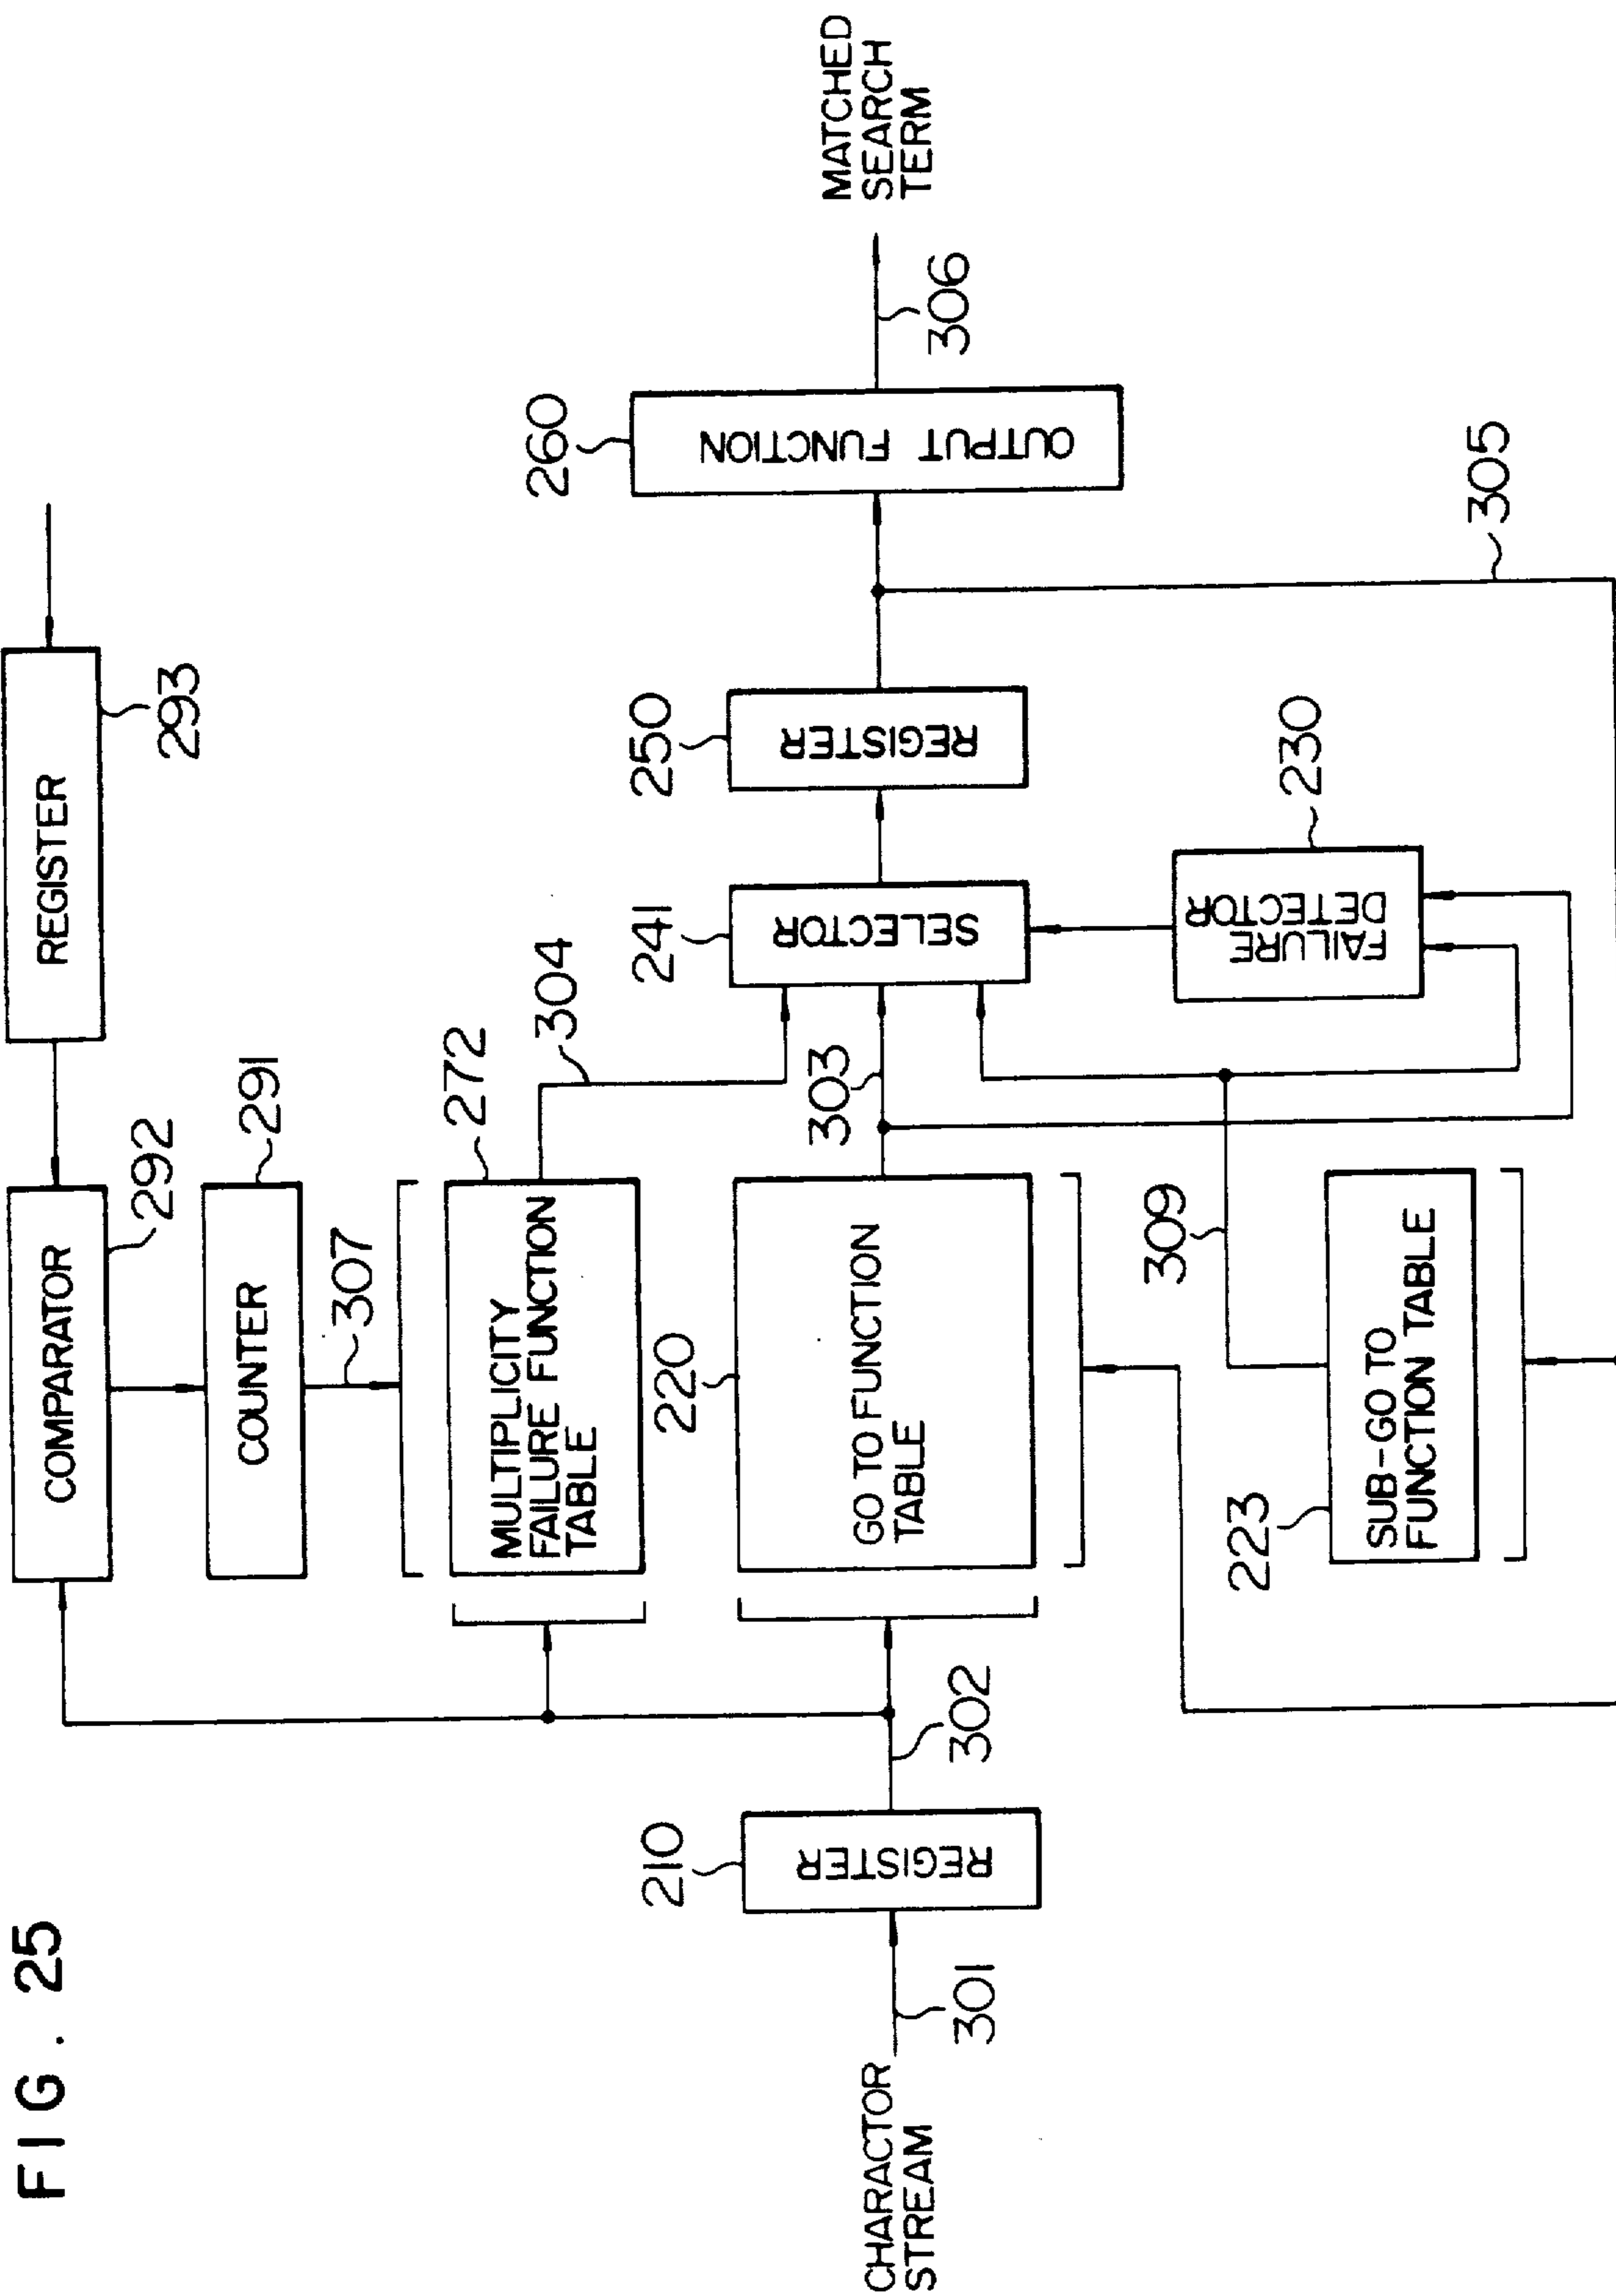 FIG. 25
COMPARATOR
292
REGISTER
293
COUNTER
291
307
MULTIPLICITY
FAILURE FUNCTION
TABLE
272
304
CHARACTOR
STREAM
301
REGISTER
210
302
GO TO FUNCTION
TABLE
220
303
SELECTOR
241
REGISTER
250
OUTPUT FUNCTION
260
306
MATCHED
SEARCH
TERM
SUB-GO TO
FUNCTION TABLE
223
309
FAILURE
DETECTOR
230
305